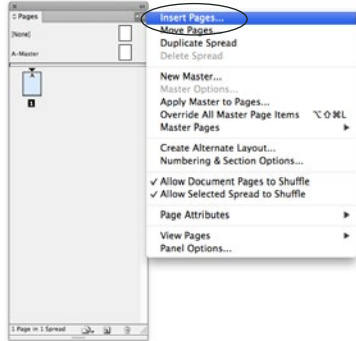 Pages
[None]
A-Master
A
1
1 Page in 1 Spread
Insert Pages...
Move Pages...
Duplicate Spread
Delete Spread
New Master...
Master Options...
Apply Master to Pages...
Override All Master Page Items ⌥⇧⌘L
Master Pages
Create Alternate Layout...
Numbering & Section Options...
✓ Allow Document Pages to Shuffle
✓ Allow Selected Spread to Shuffle
Page Attributes
View Pages
Panel Options...